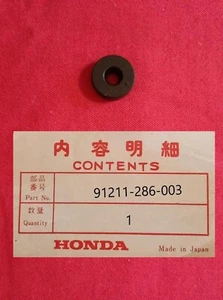 内容明細
CONTENTS
部品番号
Part No.
91211-286-003
数量
Quantity
1
HONDA
Made in Japan